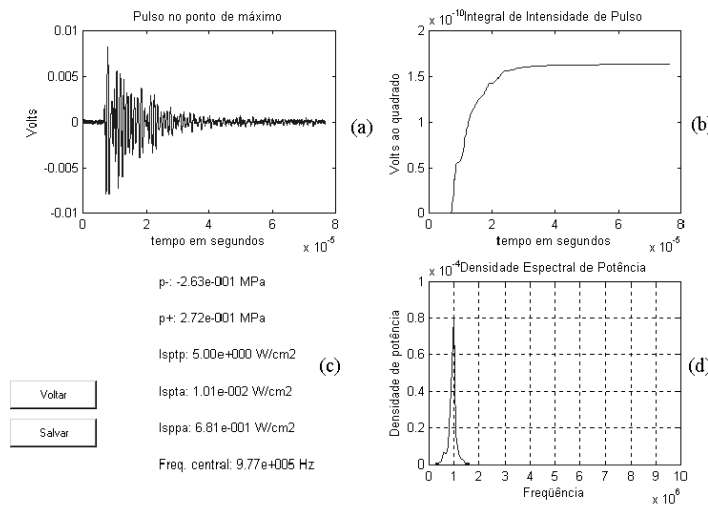 Pulso no ponto de máximo
0.01
0.005
0
-0.005
-0.01
Volts
0 2 4 6 8
tempo em segundos
x 10^-5
(a)
x 10^-10 Integral de Intensidade de Pulso
2
1.5
1
0.5
0
Volts ao quadrado
0 2 4 6 8
tempo em segundos
x 10^-5
(b)
p-: -2.63e-001 MPa
p+: 2.72e-001 MPa
Isptp: 5.00e+000 W/cm2
Ispta: 1.01e-002 W/cm2
Isppa: 6.81e-001 W/cm2
Freq. central: 9.77e+005 Hz
(c)
Voltar
Salvar
x 10^-4 Densidade Espectral de Potência
1
0.8
0.6
0.4
0.2
0
Densidade de potência
0 1 2 3 4 5 6 7 8 9 10
Freqüência
x 10^6
(d)